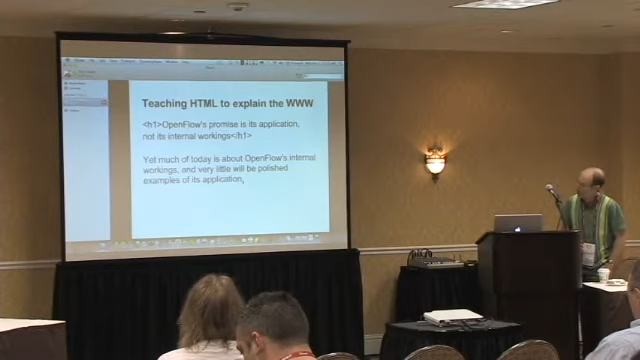 Teaching HTML to explain the WWW
<h1>OpenFlow's promise is its application,
not its internal workings</h1>
Yet much of today is about OpenFlow's internal
workings, and very little will be polished
examples of its application,